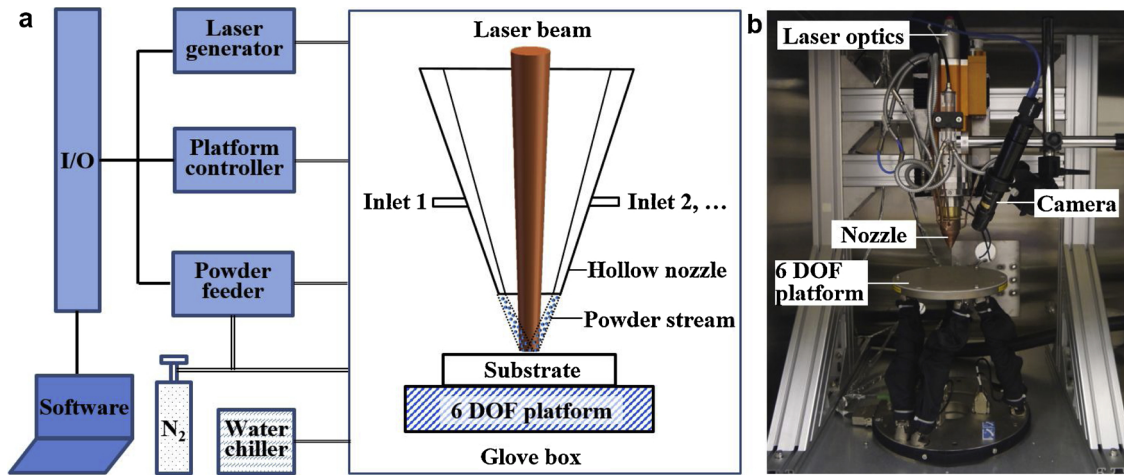 a
Laser
generator
I/O
Platform
controller
Powder
feeder
Software
N2
Water
chiller
Laser beam
Inlet 1
Inlet 2, …
Hollow nozzle
Powder stream
Substrate
6 DOF platform
Glove box
b
Laser optics
Camera
Nozzle
6 DOF
platform